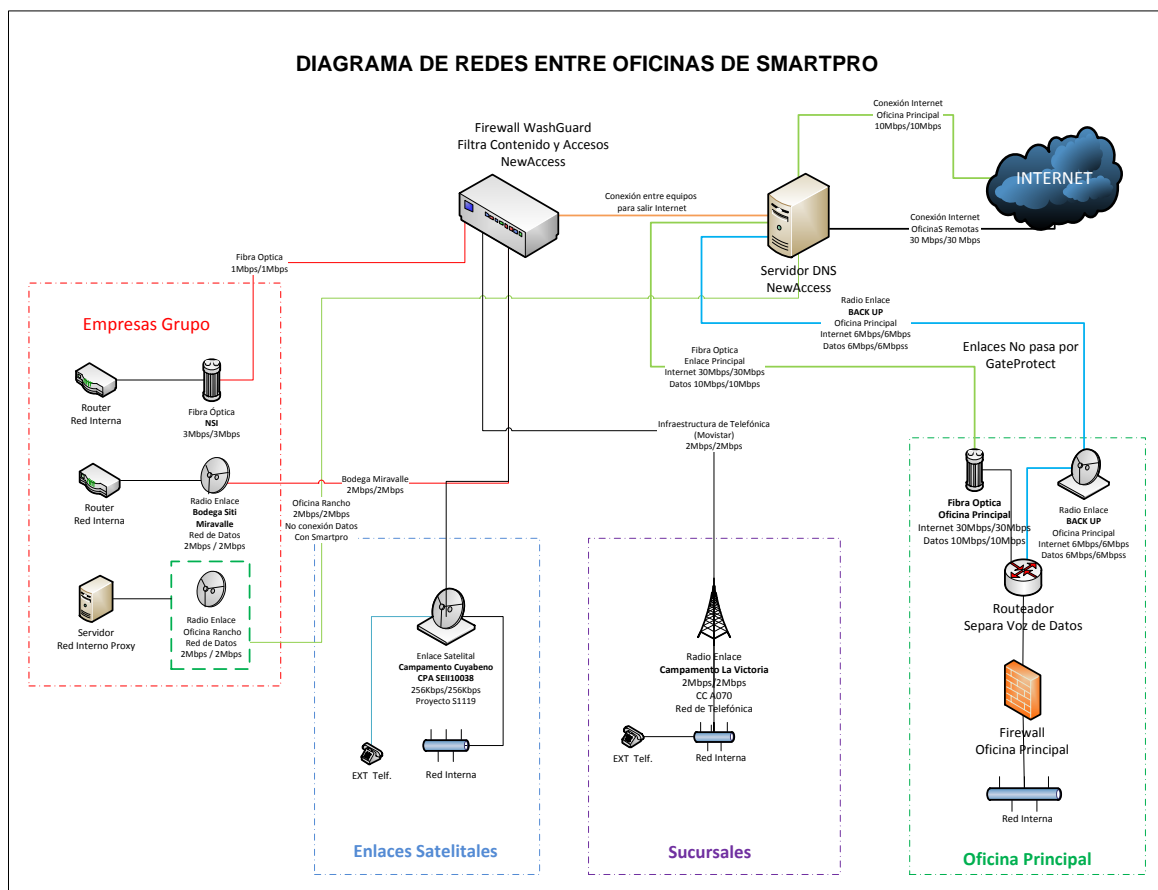 DIAGRAMA DE REDES ENTRE OFICINAS DE SMARTPRO
Conexión Internet
Oficina Principal
10Mbps/10Mbps
Firewall WashGuard
Filtra Contenido y Accesos
NewAccess
INTERNET
Conexión entre equipos
para salir Internet
Conexión Internet
OficinaS Remotas
30 Mbps/30 Mbps
Servidor DNS
NewAccess
Fibra Optica
1Mbps/1Mbps
Radio Enlace
BACK UP
Oficina Principal
Internet 6Mbps/6Mbps
Datos 6Mbps/6Mbpss
Enlaces No pasa por
GateProtect
Fibra Optica
Enlace Principal
Internet 30Mbps/30Mbps
Datos 10Mbps/10Mbps
Infraestructura de Telefónica
(Movistar)
2Mbps/2Mbps
Empresas Grupo
Router
Red Interna
Fibra Óptica
NSI
3Mbps/3Mbps
Router
Red Interna
Radio Enlace
Bodega Siti
Miravalle
Red de Datos
2Mbps / 2Mbps
Bodega Miravalle
2Mbps/2Mbps
Oficina Rancho
2Mbps/2Mbps
No conexión Datos
Con Smartpro
Servidor
Red Interno Proxy
Radio Enlace
Oficina Rancho
Red de Datos
2Mbps / 2Mbps
Enlace Satelital
Campamento Cuyabeno
CPA SEII10038
256Kbps/256Kbps
Proyecto S1119
EXT Telf.
Red Interna
Enlaces Satelitales
Radio Enlace
Campamento La Victoria
2Mbps/2Mbps
CC A070
Red de Telefónica
EXT Telf.
Red Interna
Sucursales
Fibra Optica
Oficina Principal
Internet 30Mbps/30Mbps
Datos 10Mbps/10Mbps
Radio Enlace
BACK UP
Oficina Principal
Internet 6Mbps/6Mbps
Datos 6Mbps/6Mbpss
Routeador
Separa Voz de Datos
Firewall
Oficina Principal
Red Interna
Oficina Principal